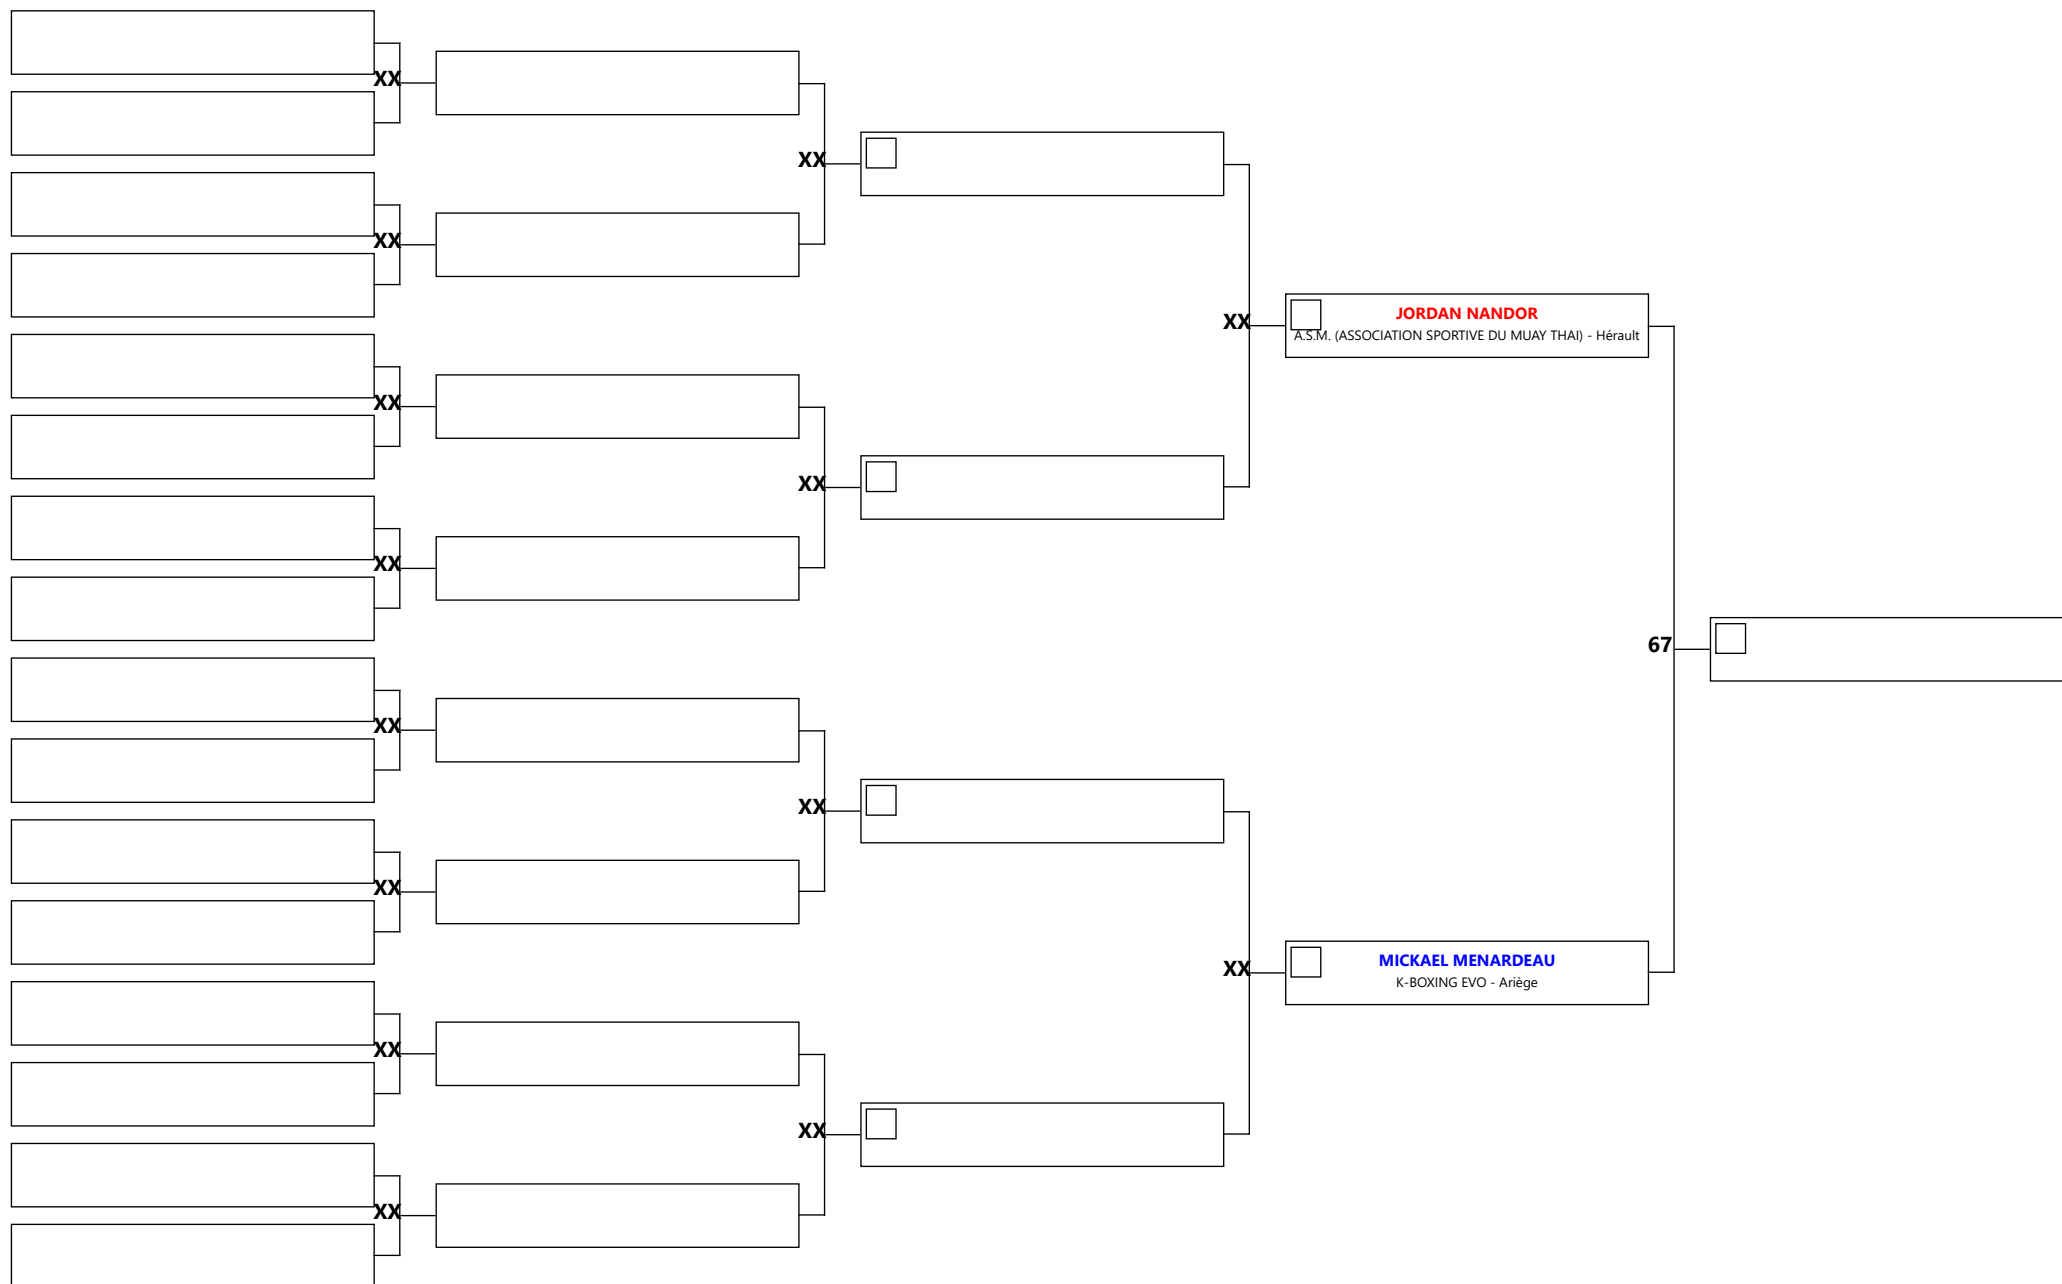 XX
XX
XX
XX
XX
XX
XX
XX
XX
XX
XX
XX
XX
JORDAN NANDOR
A.S.M. (ASSOCIATION SPORTIVE DU MUAY THAI) - Hérault
XX
MICKAEL MENARDEAU
K-BOXING EVO - Ariège
67